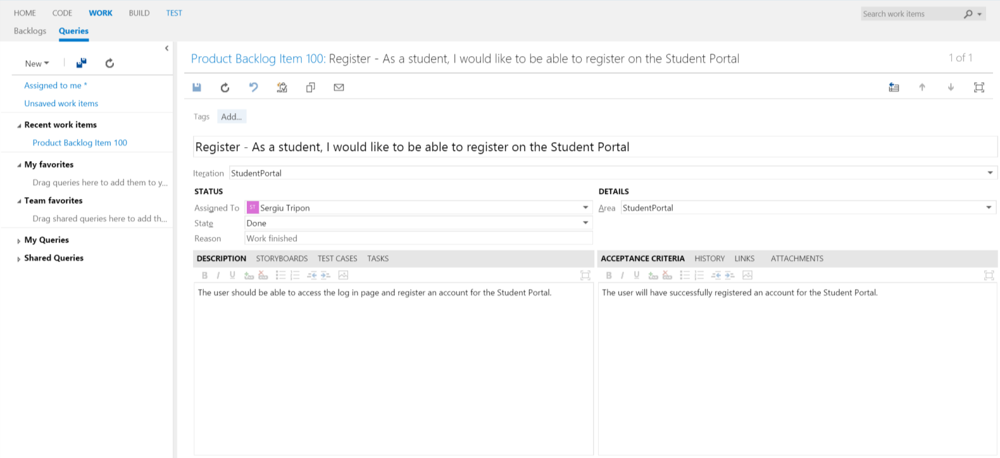 HOME CODE WORK BUILD TEST
Search work items
Backlogs Queries
New
Assigned to me *
Unsaved work items
Recent work items
Product Backlog Item 100
My favorites
Drag queries here to add them to y...
Team favorites
Drag shared queries here to add th...
My Queries
Shared Queries
Product Backlog Item 100: Register - As a student, I would like to be able to register on the Student Portal
1 of 1
Tags Add...
Register - As a student, I would like to be able to register on the Student Portal
Iteration StudentPortal
STATUS
Assigned To ST Sergiu Tripon
State Done
Reason Work finished
DETAILS
Area StudentPortal
DESCRIPTION STORYBOARDS TEST CASES TASKS
B I U
The user should be able to access the log in page and register an account for the Student Portal.
ACCEPTANCE CRITERIA HISTORY LINKS ATTACHMENTS
B I U
The user will have successfully registered an account for the Student Portal.